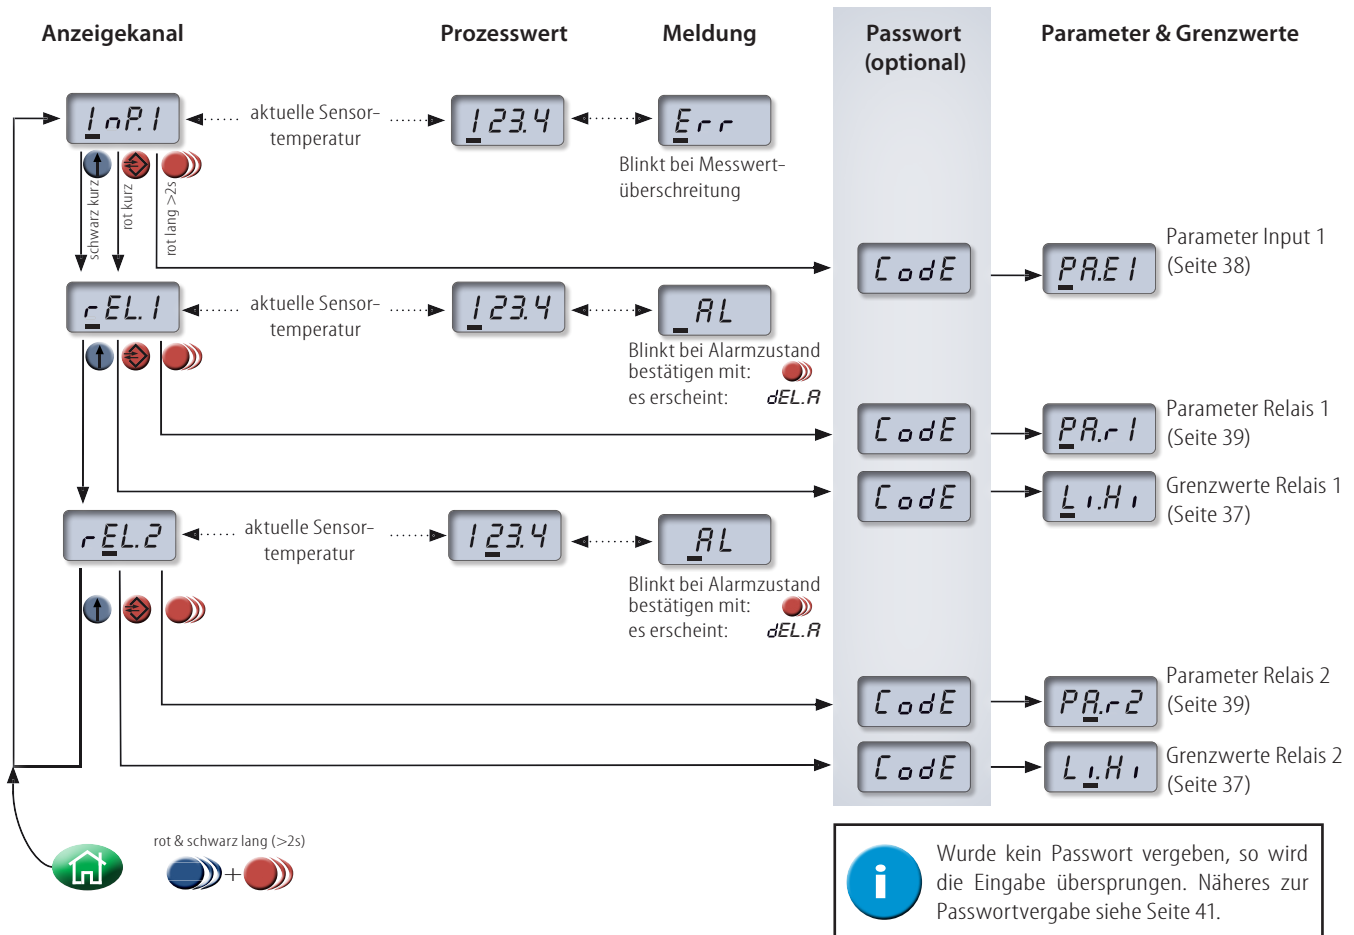 Anzeigekanal
Prozesswert
Meldung
Passwort
(optional)
Parameter & Grenzwerte
InP.1
aktuelle Sensor-
temperatur
123.4
Err
Blinkt bei Messwert-
überschreitung
schwarz kurz
rot kurz
rot lang >2s
CodE
PA.E1
Parameter Input 1
(Seite 38)
rEL.1
aktuelle Sensor-
temperatur
123.4
AL
Blinkt bei Alarmzustand
bestätigen mit:
es erscheint: dEL.A
CodE
PA.r1
Parameter Relais 1
(Seite 39)
CodE
Li.Hi
Grenzwerte Relais 1
(Seite 37)
rEL.2
aktuelle Sensor-
temperatur
123.4
AL
Blinkt bei Alarmzustand
bestätigen mit:
es erscheint: dEL.A
CodE
PA.r2
Parameter Relais 2
(Seite 39)
CodE
Li.Hi
Grenzwerte Relais 2
(Seite 37)
rot & schwarz lang (>2s)
+
i
Wurde kein Passwort vergeben, so wird
die Eingabe übersprungen. Näheres zur
Passwortvergabe siehe Seite 41.